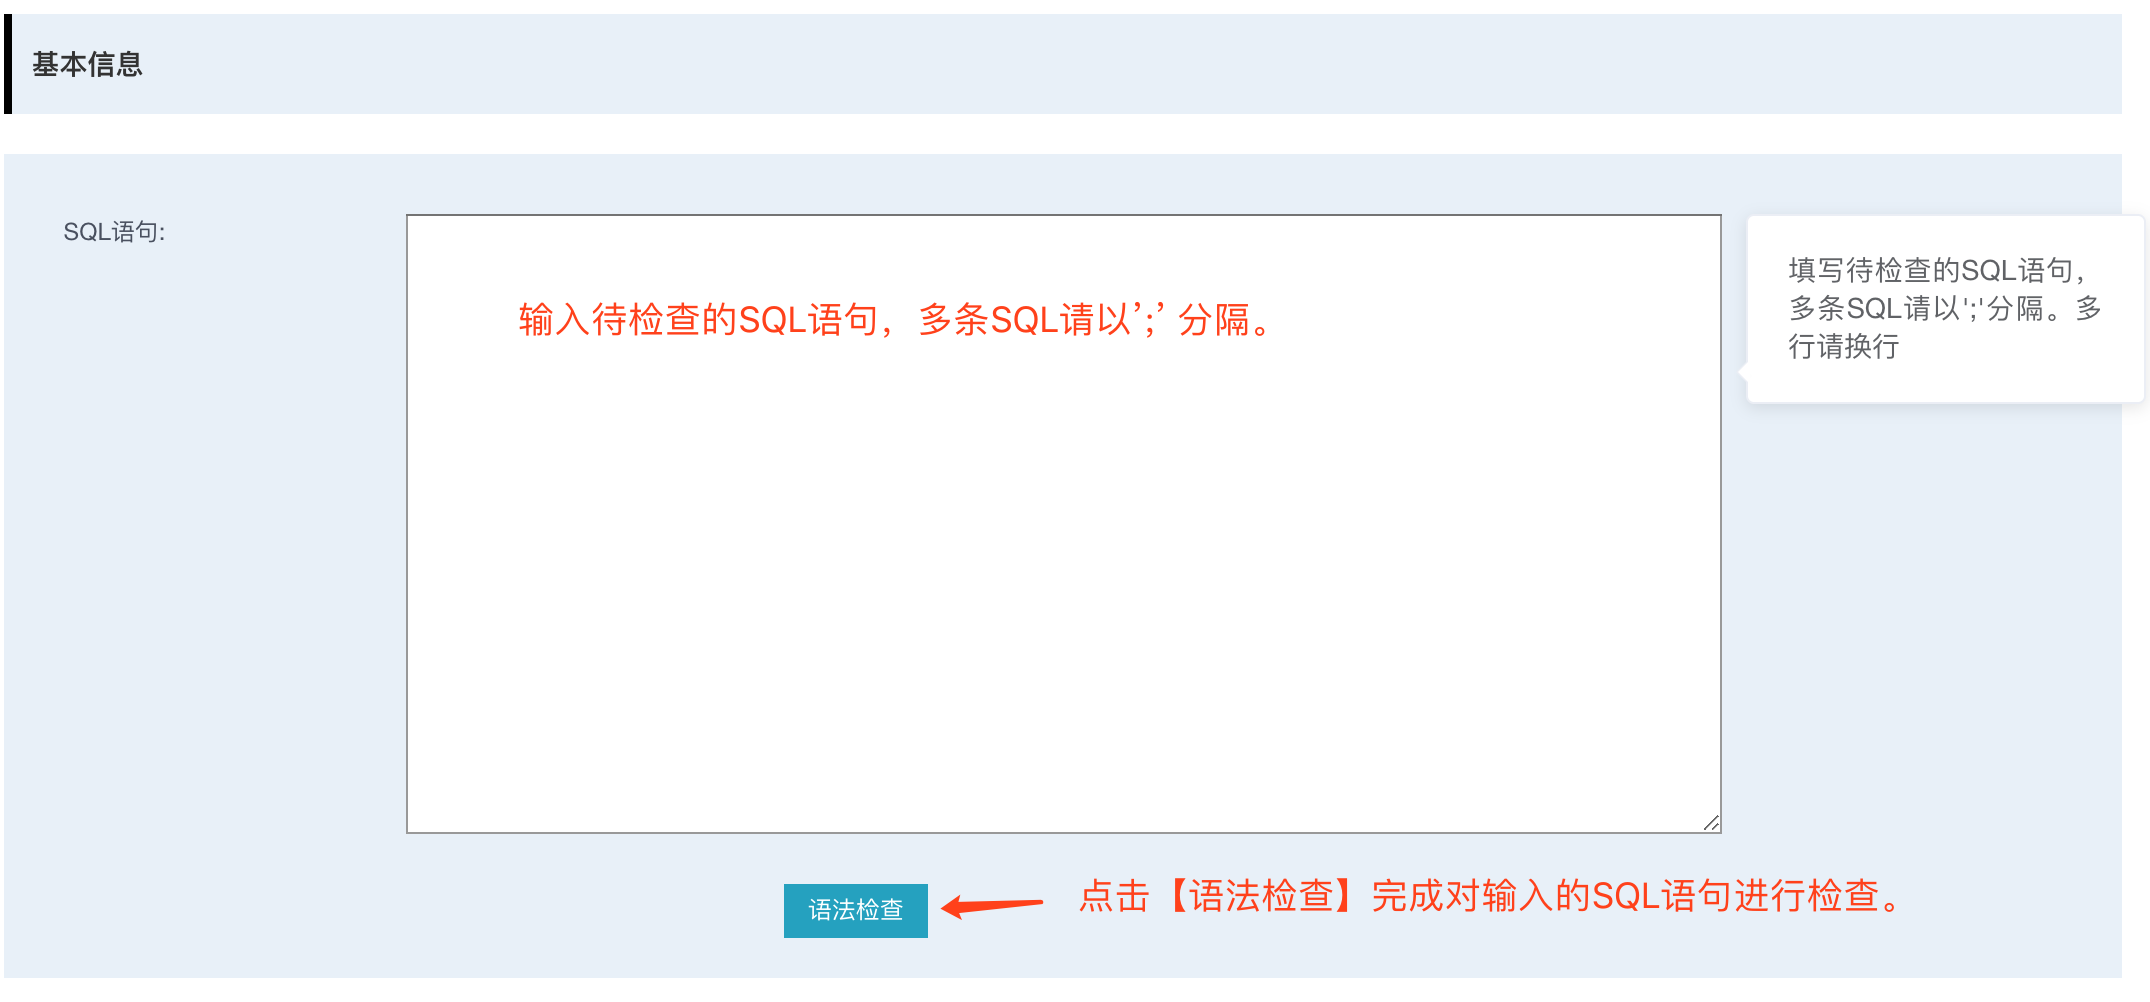 基本信息
SQL语句:
输入待检查的SQL语句，多条SQL请以’;’ 分隔。
填写待检查的SQL语句，
多条SQL请以';'分隔。多
行请换行
语法检查
点击【语法检查】完成对输入的SQL语句进行检查。